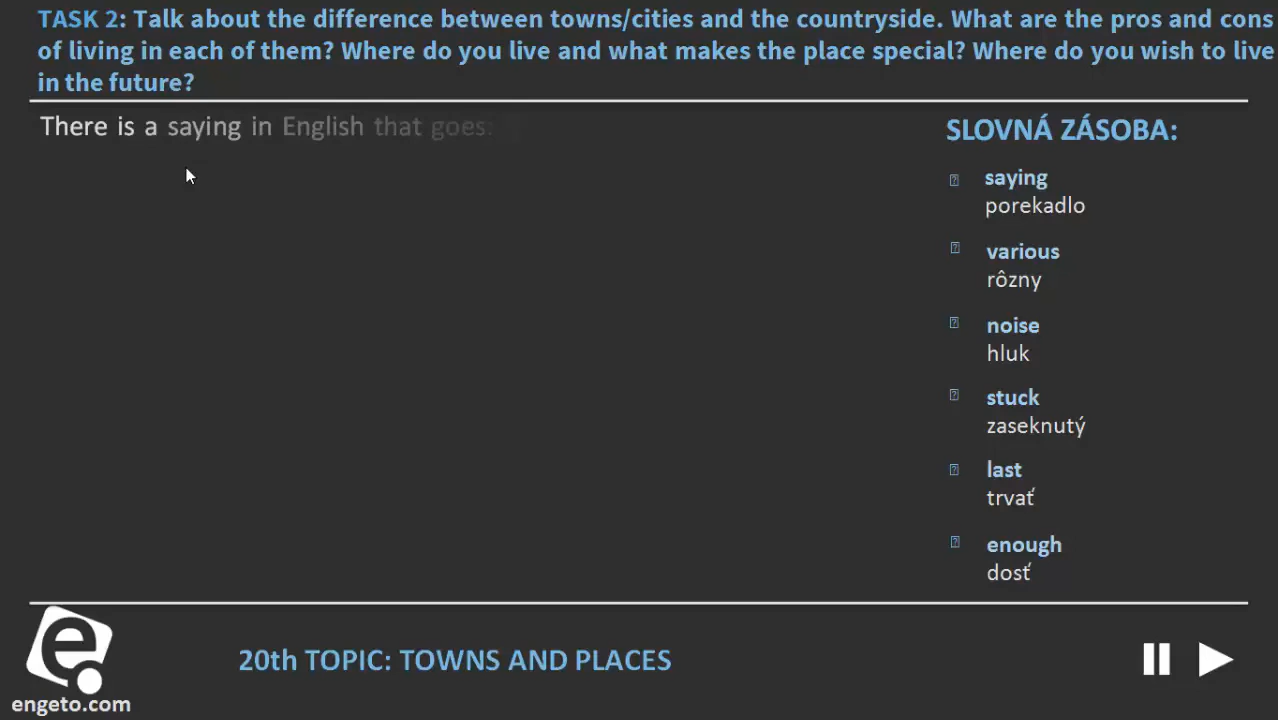 TASK 2: Talk about the difference between towns/cities and the countryside. What are the pros and cons
of living in each of them? Where do you live and what makes the place special? Where do you wish to live
in the future?
There is a saying in English that goes:
SLOVNÁ ZÁSOBA:
saying
porekadlo
various
rôzny
noise
hluk
stuck
zaseknutý
last
trvať
enough
dosť
20th TOPIC: TOWNS AND PLACES
e
engeto.com